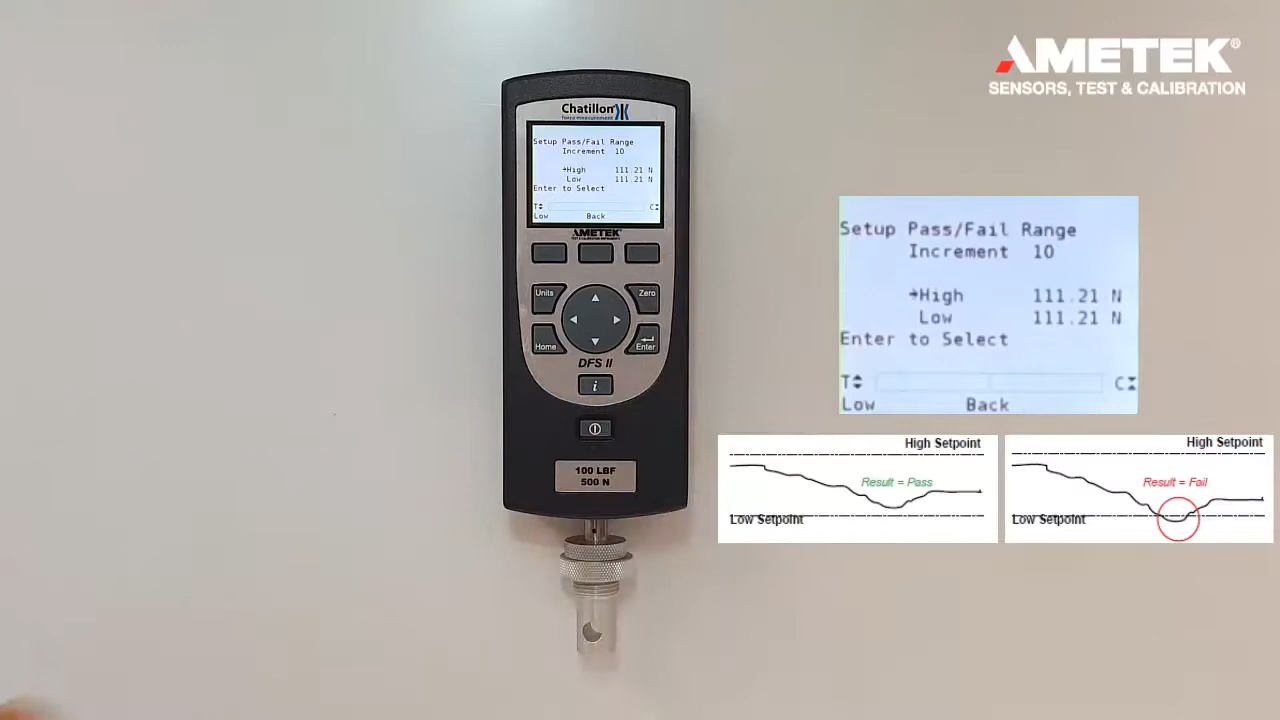 AMETEK®
SENSORS, TEST & CALIBRATION
Chatillon
force measurement
Setup Pass/Fail Range
Increment 10
→High 111.21 N
Low 111.21 N
Enter to Select
T C
Low Back
AMETEK
TEST & CALIBRATION INSTRUMENTS
Units
Zero
Home
Enter
DFS II
i
100 LBF
500 N
Setup Pass/Fail Range
Increment 10
→High 111.21 N
Low 111.21 N
Enter to Select
T C
Low Back
High Setpoint
Result = Pass
Low Setpoint
High Setpoint
Result = Fail
Low Setpoint